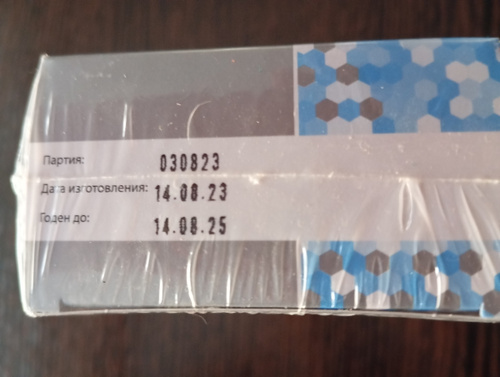 Партия: 030823
Дата изготовления: 14.08.23
Годен до: 14.08.25